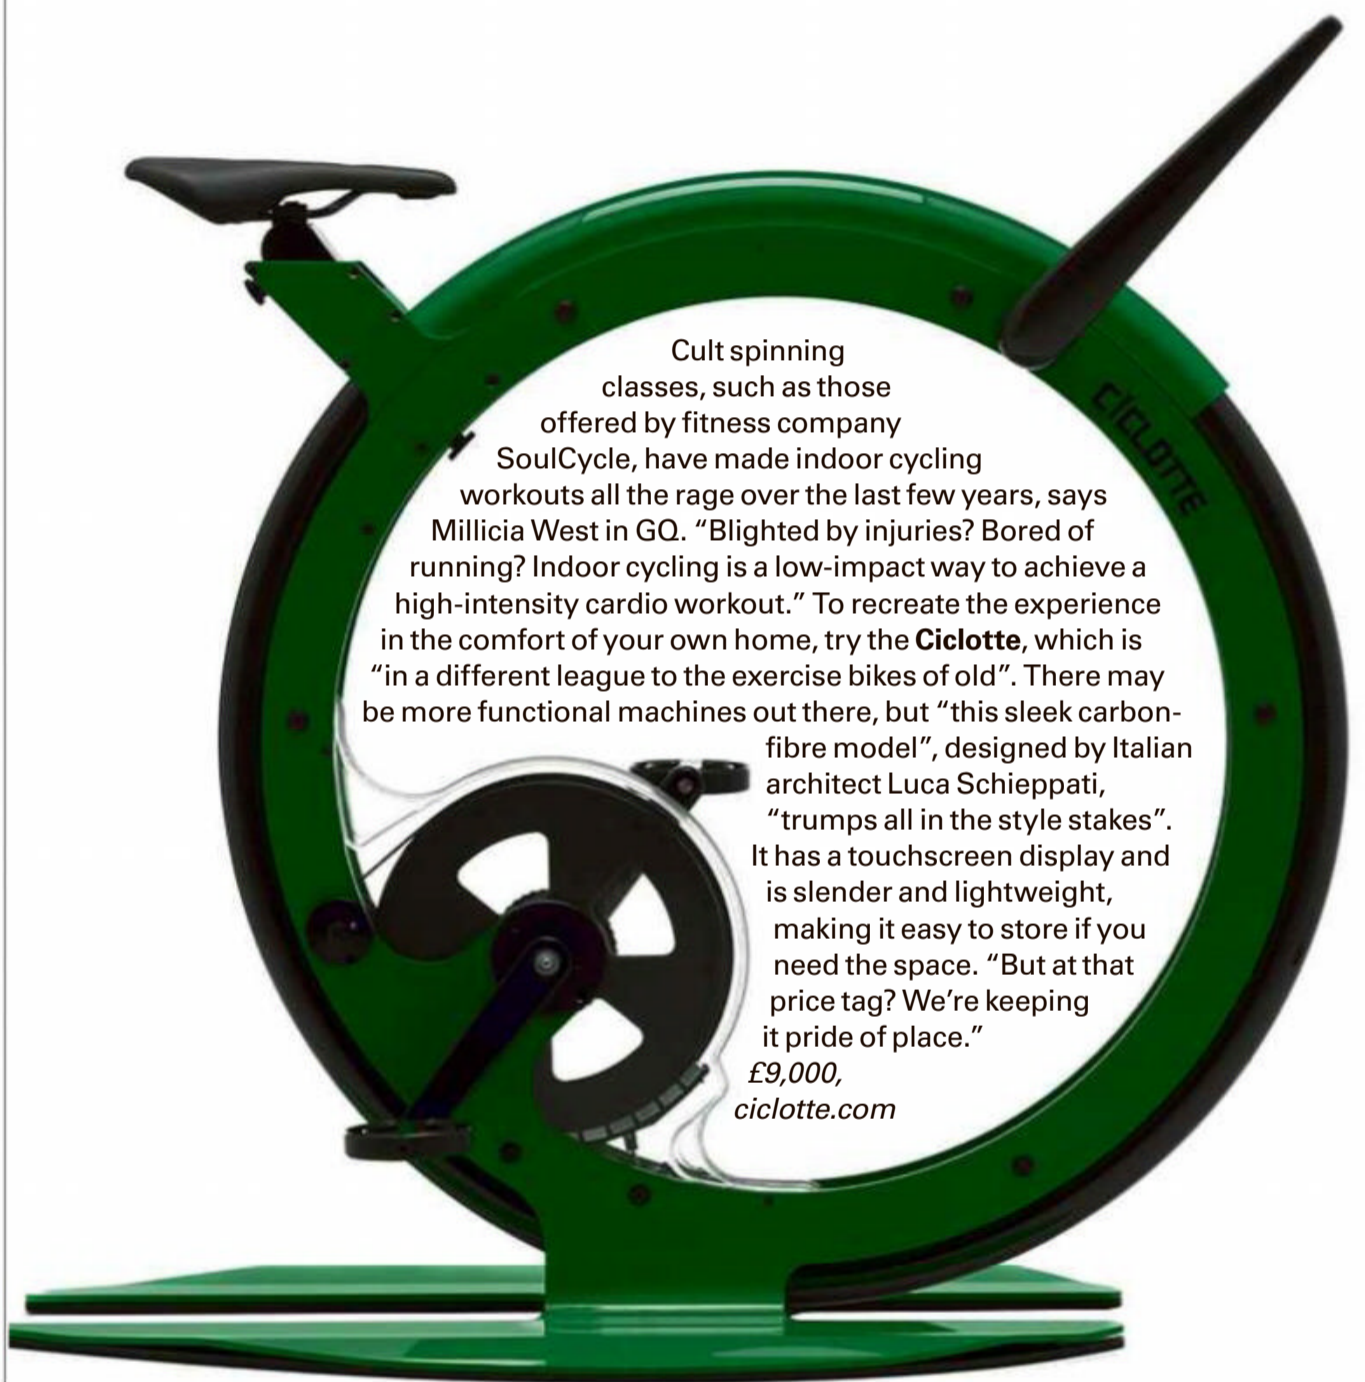 CICLOTTE
Cult spinning
classes, such as those
offered by fitness company
SoulCycle, have made indoor cycling
workouts all the rage over the last few years, says
Millicia West in GQ. “Blighted by injuries? Bored of
running? Indoor cycling is a low-impact way to achieve a
high-intensity cardio workout.” To recreate the experience
in the comfort of your own home, try the Ciclotte, which is
“in a different league to the exercise bikes of old”. There may
be more functional machines out there, but “this sleek carbon-
fibre model”, designed by Italian
architect Luca Schieppati,
“trumps all in the style stakes”.
It has a touchscreen display and
is slender and lightweight,
making it easy to store if you
need the space. “But at that
price tag? We’re keeping
it pride of place.”
£9,000,
ciclotte.com